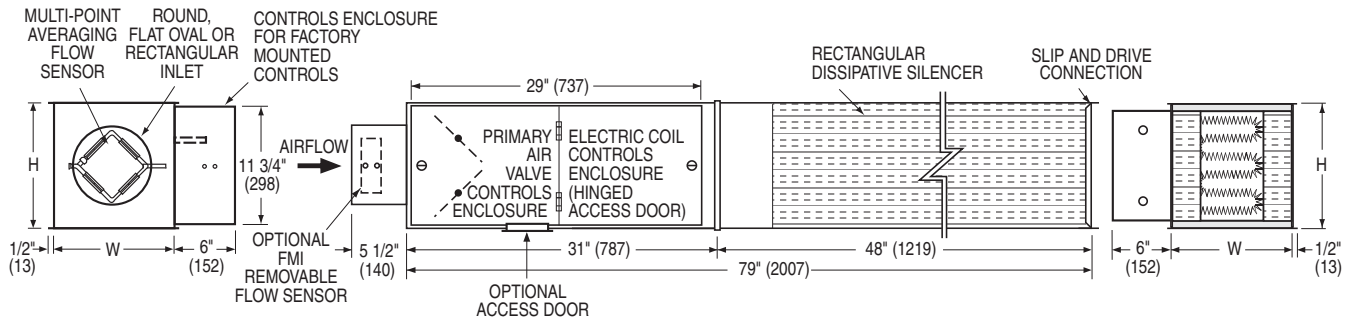 MULTI-POINT
AVERAGING
FLOW
SENSOR
ROUND,
FLAT OVAL OR
RECTANGULAR
INLET
CONTROLS ENCLOSURE
FOR FACTORY
MOUNTED
CONTROLS
H
11 3/4"
(298)
1/2"
(13)
W
6"
(152)
AIRFLOW
OPTIONAL
FMI
REMOVABLE
FLOW SENSOR
5 1/2"
(140)
29" (737)
PRIMARY
AIR
VALVE
CONTROLS
ENCLOSURE
ELECTRIC COIL
CONTROLS
ENCLOSURE
(HINGED
ACCESS DOOR)
OPTIONAL
ACCESS DOOR
31" (787)
48" (1219)
79" (2007)
RECTANGULAR
DISSIPATIVE SILENCER
SLIP AND DRIVE
CONNECTION
H
6"
(152)
W
1/2"
(13)